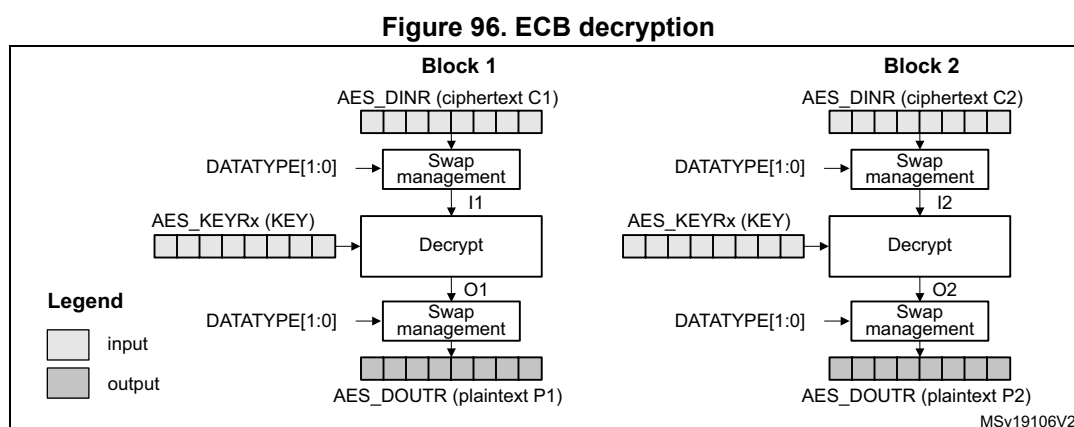 Figure 96. ECB decryption
Block 1
Block 2
AES_DINR (ciphertext C1)
AES_DINR (ciphertext C2)
DATATYPE[1:0]
Swap
management
DATATYPE[1:0]
Swap
management
I1
I2
AES_KEYRx (KEY)
Decrypt
AES_KEYRx (KEY)
Decrypt
O1
O2
Legend
DATATYPE[1:0]
Swap
management
DATATYPE[1:0]
Swap
management
input
output
AES_DOUTR (plaintext P1)
AES_DOUTR (plaintext P2)
MSv19106V2